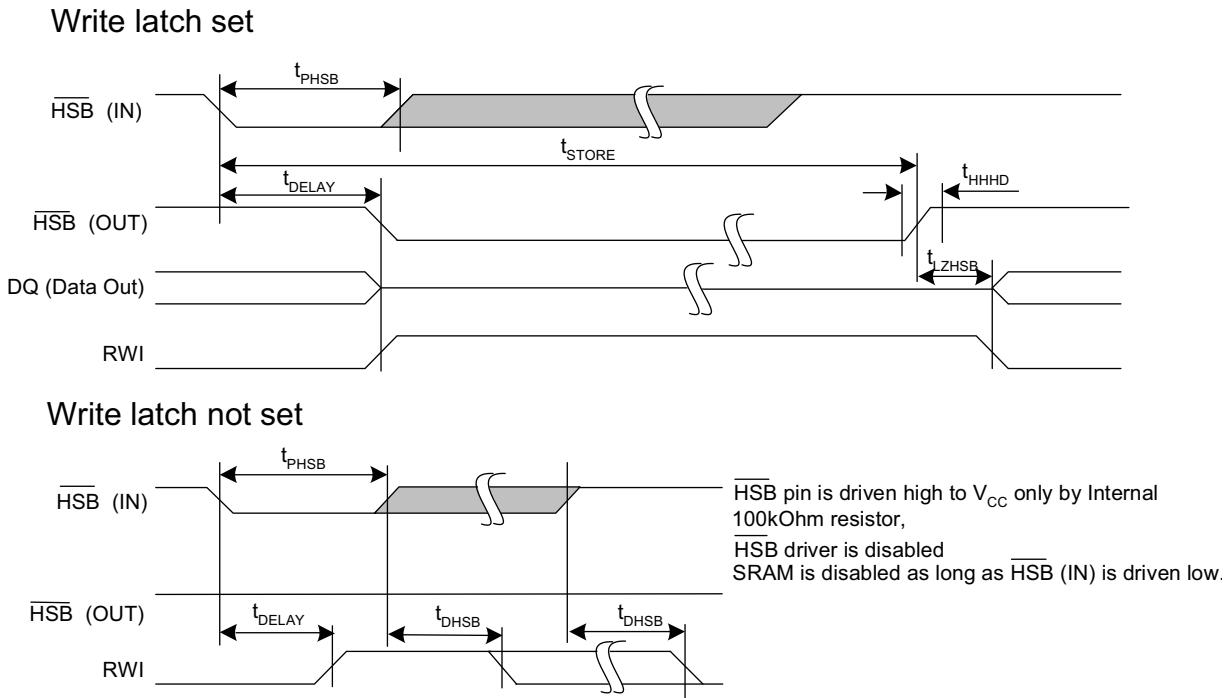 Write latch set
tPHSB
HSB (IN)
tSTORE
tDELAY
tHHHD
HSB (OUT)
tLZHSB
DQ (Data Out)
RWI
Write latch not set
tPHSB
HSB (IN)
HSB pin is driven high to VCC only by Internal
100kOhm resistor,
HSB driver is disabled
SRAM is disabled as long as HSB (IN) is driven low.
HSB (OUT)
tDELAY
tDHSB
tDHSB
RWI